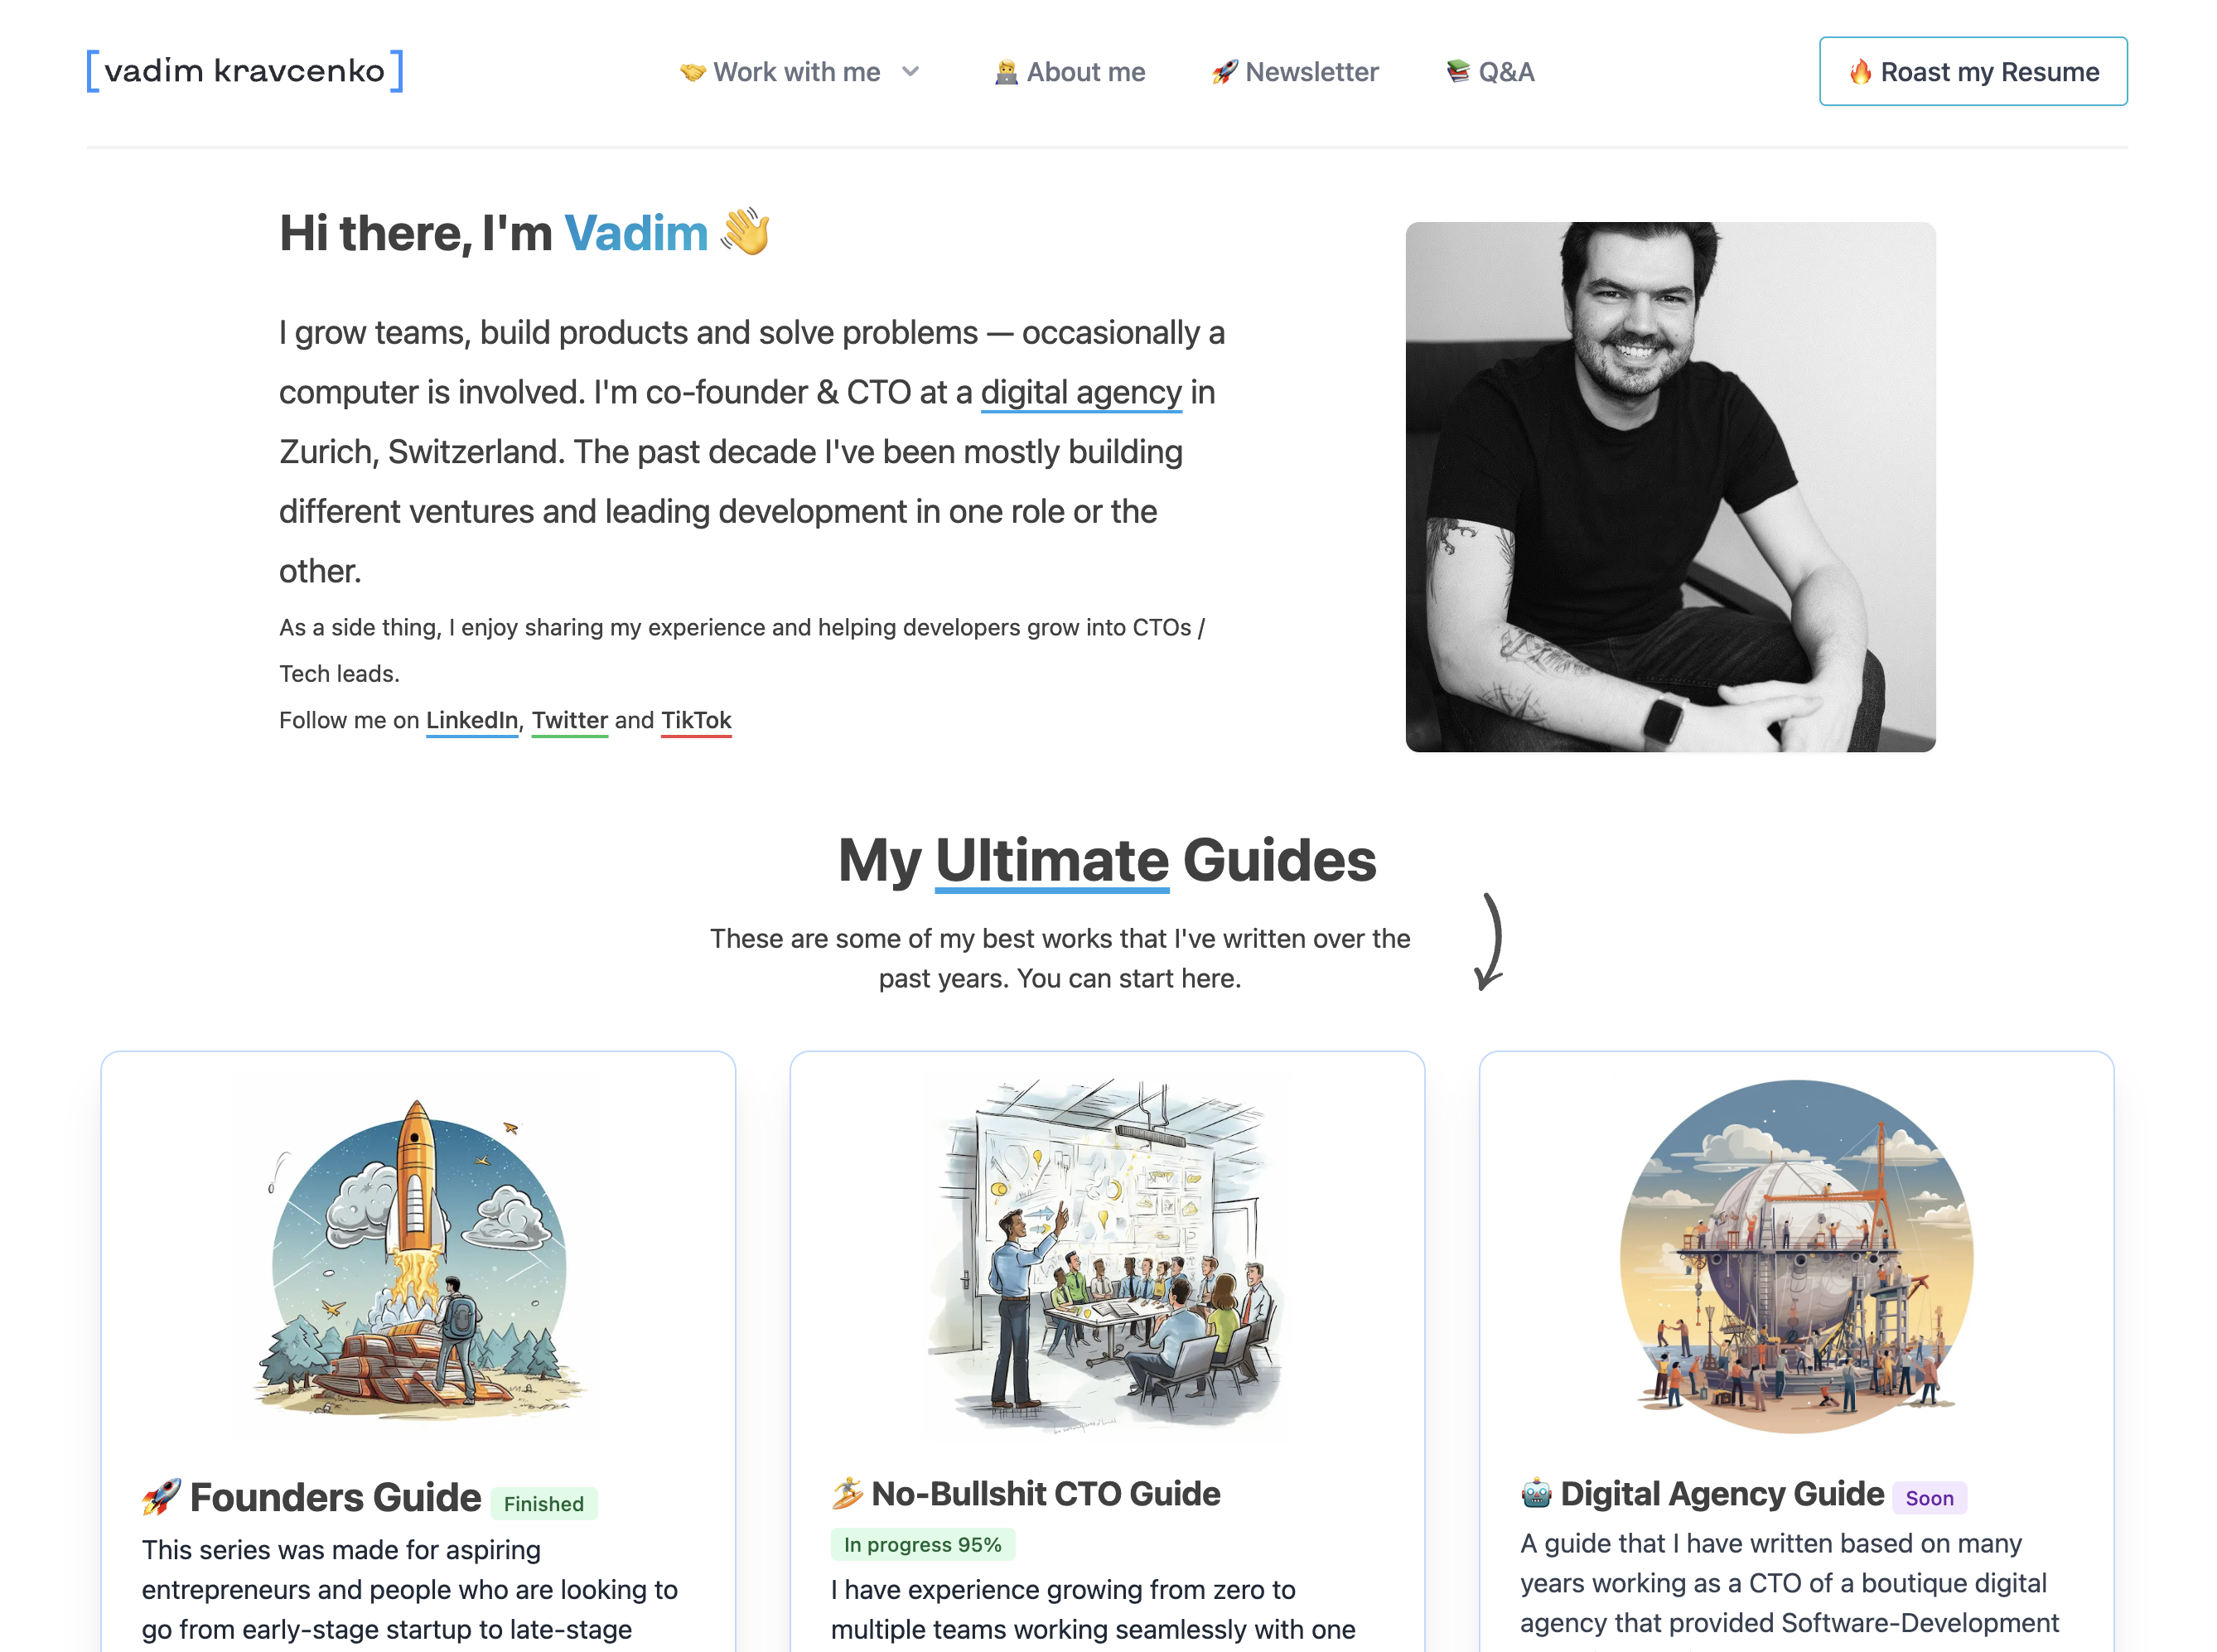 [vadim kravcenko]
🤝 Work with me
🧑‍💻 About me
🚀 Newsletter
📚 Q&A
🔥 Roast my Resume
Hi there, I'm Vadim 👋
I grow teams, build products and solve problems — occasionally a
computer is involved. I'm co-founder & CTO at a digital agency in
Zurich, Switzerland. The past decade I've been mostly building
different ventures and leading development in one role or the
other.
As a side thing, I enjoy sharing my experience and helping developers grow into CTOs /
Tech leads.
Follow me on LinkedIn, Twitter and TikTok
My Ultimate Guides
These are some of my best works that I've written over the
past years. You can start here.
🚀 Founders Guide Finished
This series was made for aspiring
entrepreneurs and people who are looking to
go from early-stage startup to late-stage
🏄 No-Bullshit CTO Guide
In progress 95%
I have experience growing from zero to
multiple teams working seamlessly with one
🤖 Digital Agency Guide Soon
A guide that I have written based on many
years working as a CTO of a boutique digital
agency that provided Software-Development